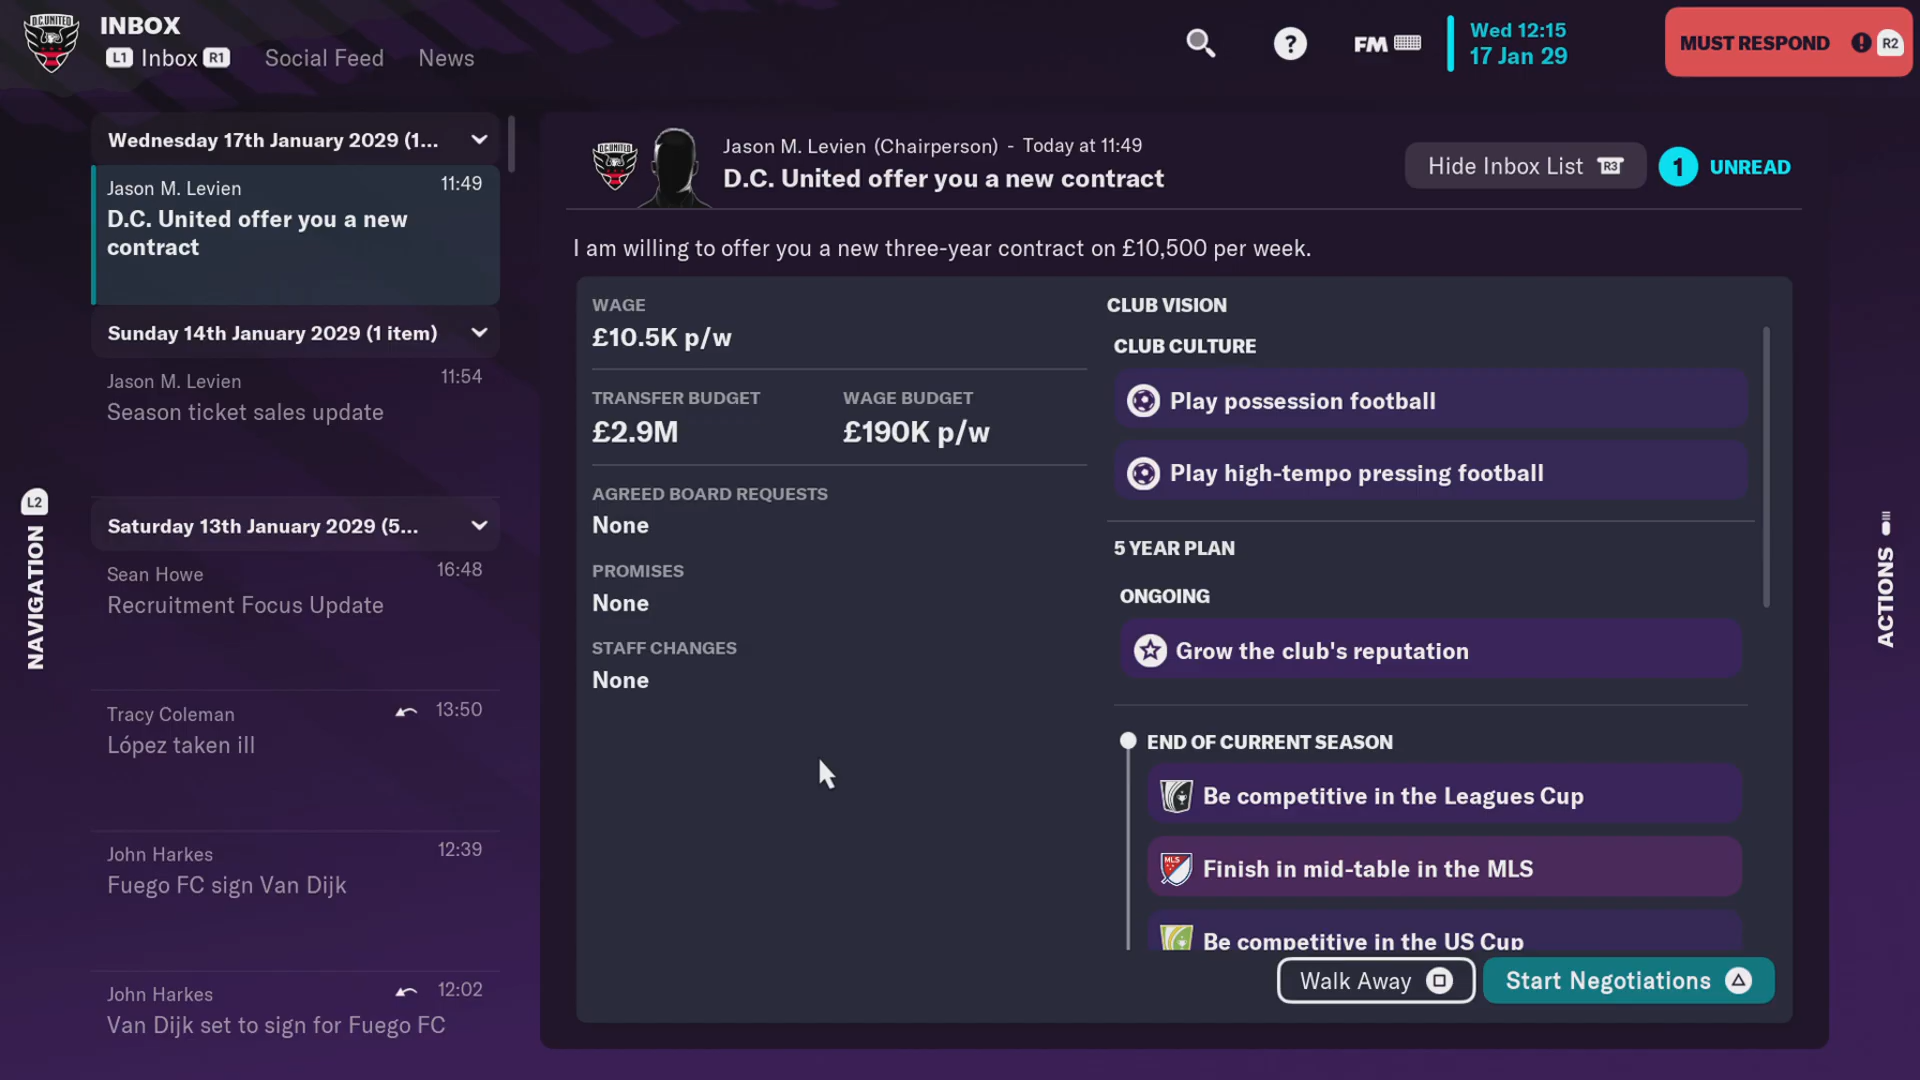 INBOX
L1 Inbox R1 Social Feed News
? FM
Wed 12:15
17 Jan 29
MUST RESPOND ! R2
Wednesday 17th January 2029 (1...
Jason M. Levien 11:49
D.C. United offer you a new
contract
Sunday 14th January 2029 (1 item)
Jason M. Levien 11:54
Season ticket sales update
Saturday 13th January 2029 (5...
Sean Howe 16:48
Recruitment Focus Update
Tracy Coleman 13:50
López taken ill
John Harkes 12:39
Fuego FC sign Van Dijk
John Harkes 12:02
Van Dijk set to sign for Fuego FC
L2
NAVIGATION
D.C.UNITED
D.C.UNITED
Jason M. Levien (Chairperson) - Today at 11:49
D.C. United offer you a new contract
Hide Inbox List R3 1 UNREAD
I am willing to offer you a new three-year contract on £10,500 per week.
WAGE
£10.5K p/w
TRANSFER BUDGET WAGE BUDGET
£2.9M £190K p/w
AGREED BOARD REQUESTS
None
PROMISES
None
STAFF CHANGES
None
CLUB VISION
CLUB CULTURE
Play possession football
Play high-tempo pressing football
5 YEAR PLAN
ONGOING
Grow the club's reputation
END OF CURRENT SEASON
Be competitive in the Leagues Cup
MLS Finish in mid-table in the MLS
Be competitive in the US Cup
Walk Away Start Negotiations
ACTIONS